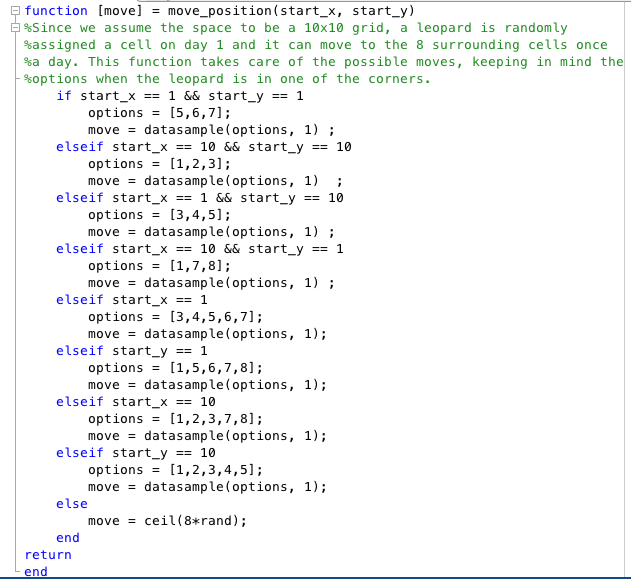 function [move] = move_position(start_x, start_y)
%Since we assume the space to be a 10x10 grid, a leopard is randomly
%assigned a cell on day 1 and it can move to the 8 surrounding cells once
%a day. This function takes care of the possible moves, keeping in mind the
%options when the leopard is in one of the corners.
    if start_x == 1 && start_y == 1
        options = [5,6,7];
        move = datasample(options, 1) ;
    elseif start_x == 10 && start_y == 10
        options = [1,2,3];
        move = datasample(options, 1)  ;
    elseif start_x == 1 && start_y == 10
        options = [3,4,5];
        move = datasample(options, 1) ;
    elseif start_x == 10 && start_y == 1
        options = [1,7,8];
        move = datasample(options, 1) ;
    elseif start_x == 1
        options = [3,4,5,6,7];
        move = datasample(options, 1);
    elseif start_y == 1
        options = [1,5,6,7,8];
        move = datasample(options, 1);
    elseif start_x == 10
        options = [1,2,3,7,8];
        move = datasample(options, 1);
    elseif start_y == 10
        options = [1,2,3,4,5];
        move = datasample(options, 1);
    else
        move = ceil(8*rand);
    end
return
end